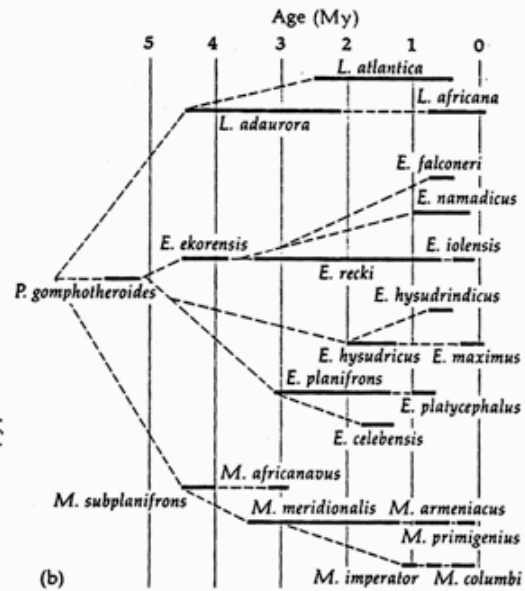 Age (My)
5 4 3 2 1 0
L. atlantica
L. africana
L. adaurora
E. falconeri
E. namadicus
E. ekorensis
E. iolensis
E. recki
P. gomphotheroides
E. hysudrindicus
E. hysudricus E. maximus
E. planifrons
E. platycephalus
E. celebensis
M. africanavus
M. subplanifrons
M. meridionalis M. armeniacus
M. primigenius
(b) M. imperator M. columbi